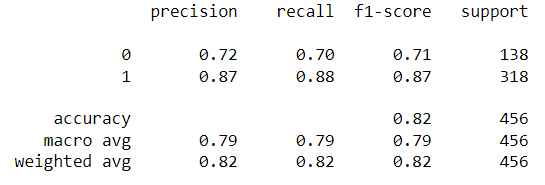 precision recall f1-score support
0 0.72 0.70 0.71 138
1 0.87 0.88 0.87 318
accuracy 0.82 456
macro avg 0.79 0.79 0.79 456
weighted avg 0.82 0.82 0.82 456